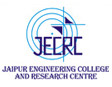 JECRC
JAIPUR ENGINEERING COLLEGE
AND RESEARCH CENTRE